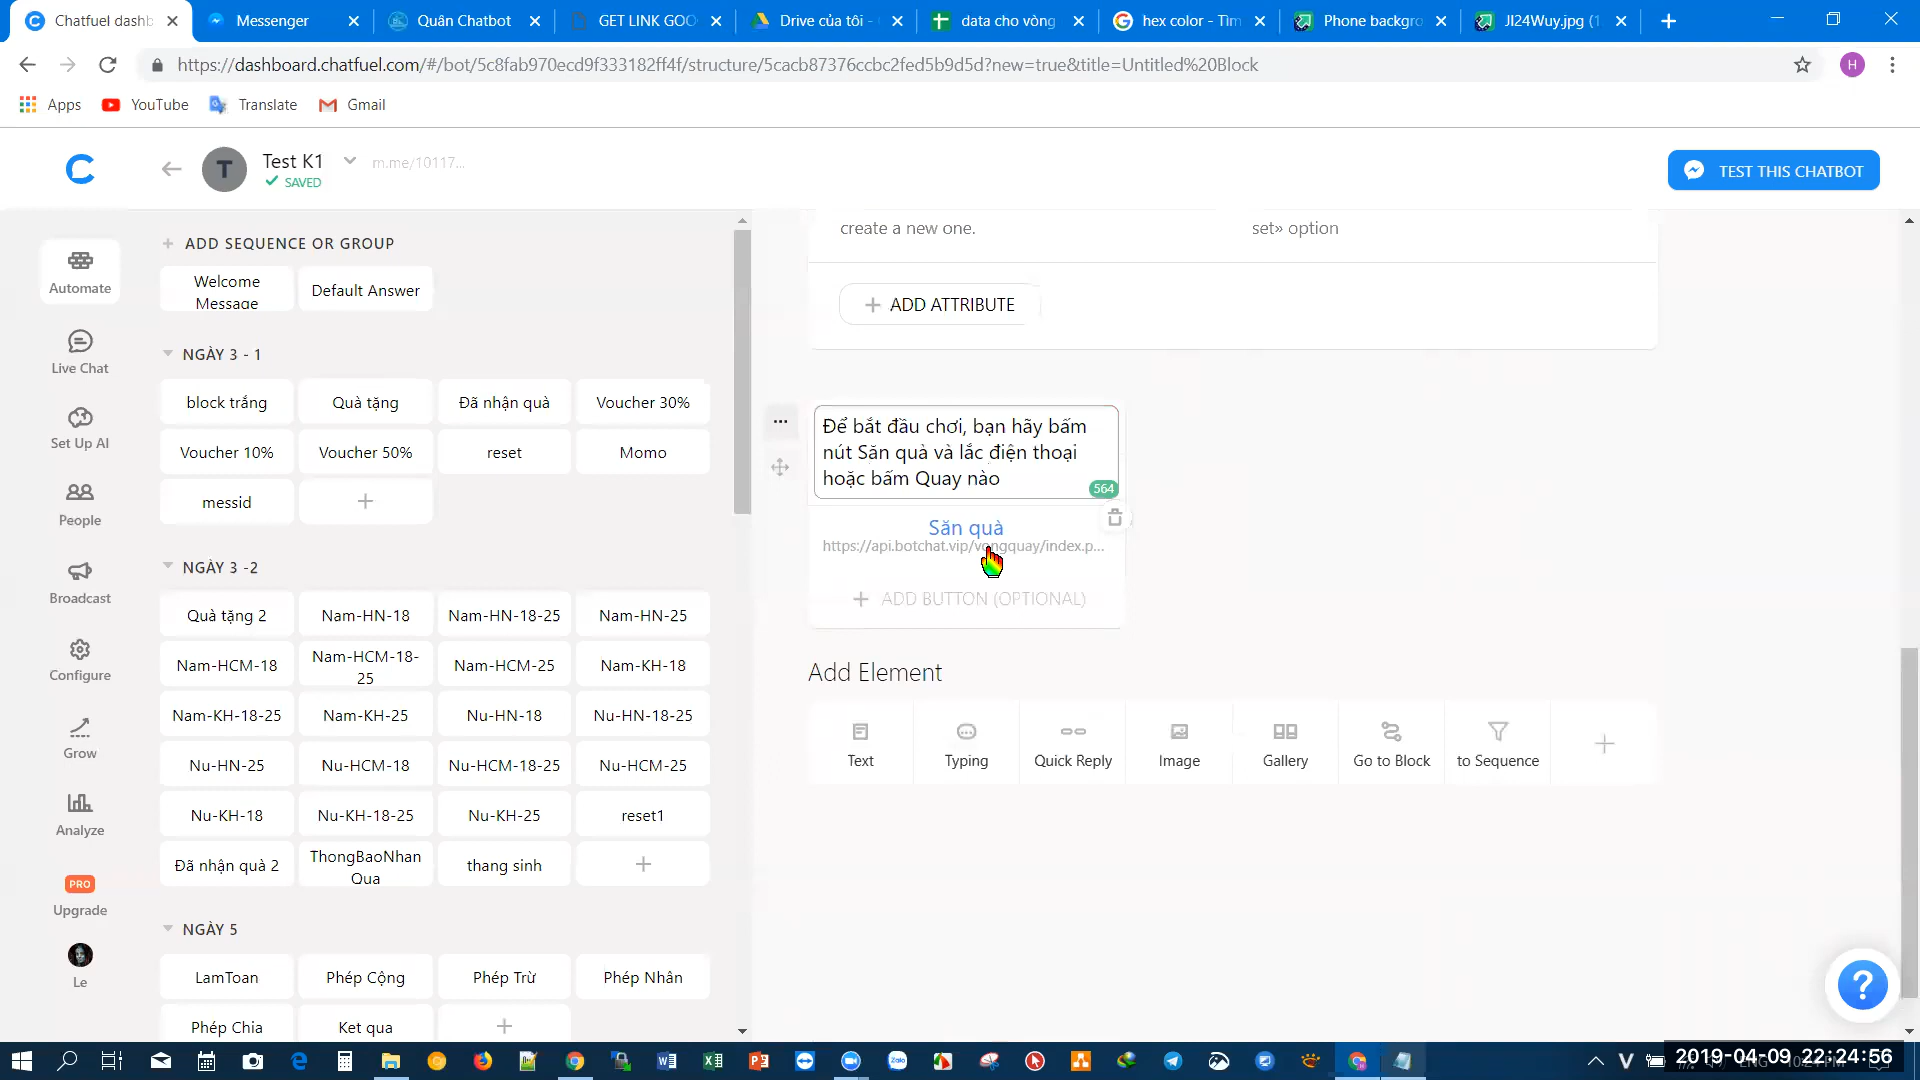 Chatfuel dashb
Messenger
Quân Chatbot
GET LINK GOO
Drive của tôi -
data cho vòng
hex color - Tìm
Phone backgro
JI24Wuy.jpg (1
https://dashboard.chatfuel.com/#/bot/5c8fab970ecd9f333182ff4f/structure/5cacb87376ccbc2fed5b9d5d?new=true&title=Untitled%20Block
H
Apps
YouTube
Translate
Gmail
T
Test K1
m.me/10117...
SAVED
TEST THIS CHATBOT
Automate
Live Chat
Set Up AI
People
Broadcast
Configure
Grow
Analyze
PRO
Upgrade
Le
ADD SEQUENCE OR GROUP
Welcome
Message
Default Answer
NGÀY 3 - 1
block trắng
Quà tặng
Đã nhận quà
Voucher 30%
Voucher 10%
Voucher 50%
reset
Momo
messid
NGÀY 3 -2
Quà tặng 2
Nam-HN-18
Nam-HN-18-25
Nam-HN-25
Nam-HCM-18
Nam-HCM-18-
25
Nam-HCM-25
Nam-KH-18
Nam-KH-18-25
Nam-KH-25
Nu-HN-18
Nu-HN-18-25
Nu-HN-25
Nu-HCM-18
Nu-HCM-18-25
Nu-HCM-25
Nu-KH-18
Nu-KH-18-25
Nu-KH-25
reset1
Đã nhận quà 2
ThongBaoNhan
Qua
thang sinh
NGÀY 5
LamToan
Phép Cộng
Phép Trừ
Phép Nhân
Phép Chia
Ket qua
create a new one.
set» option
ADD ATTRIBUTE
Để bắt đầu chơi, bạn hãy bấm
nút Săn quà và lắc điện thoại
hoặc bấm Quay nào
564
Săn quà
https://api.botchat.vip/vongquay/index.p...
ADD BUTTON (OPTIONAL)
Add Element
Text
Typing
Quick Reply
Image
Gallery
Go to Block
to Sequence
?
2019-04-09 22:24:56